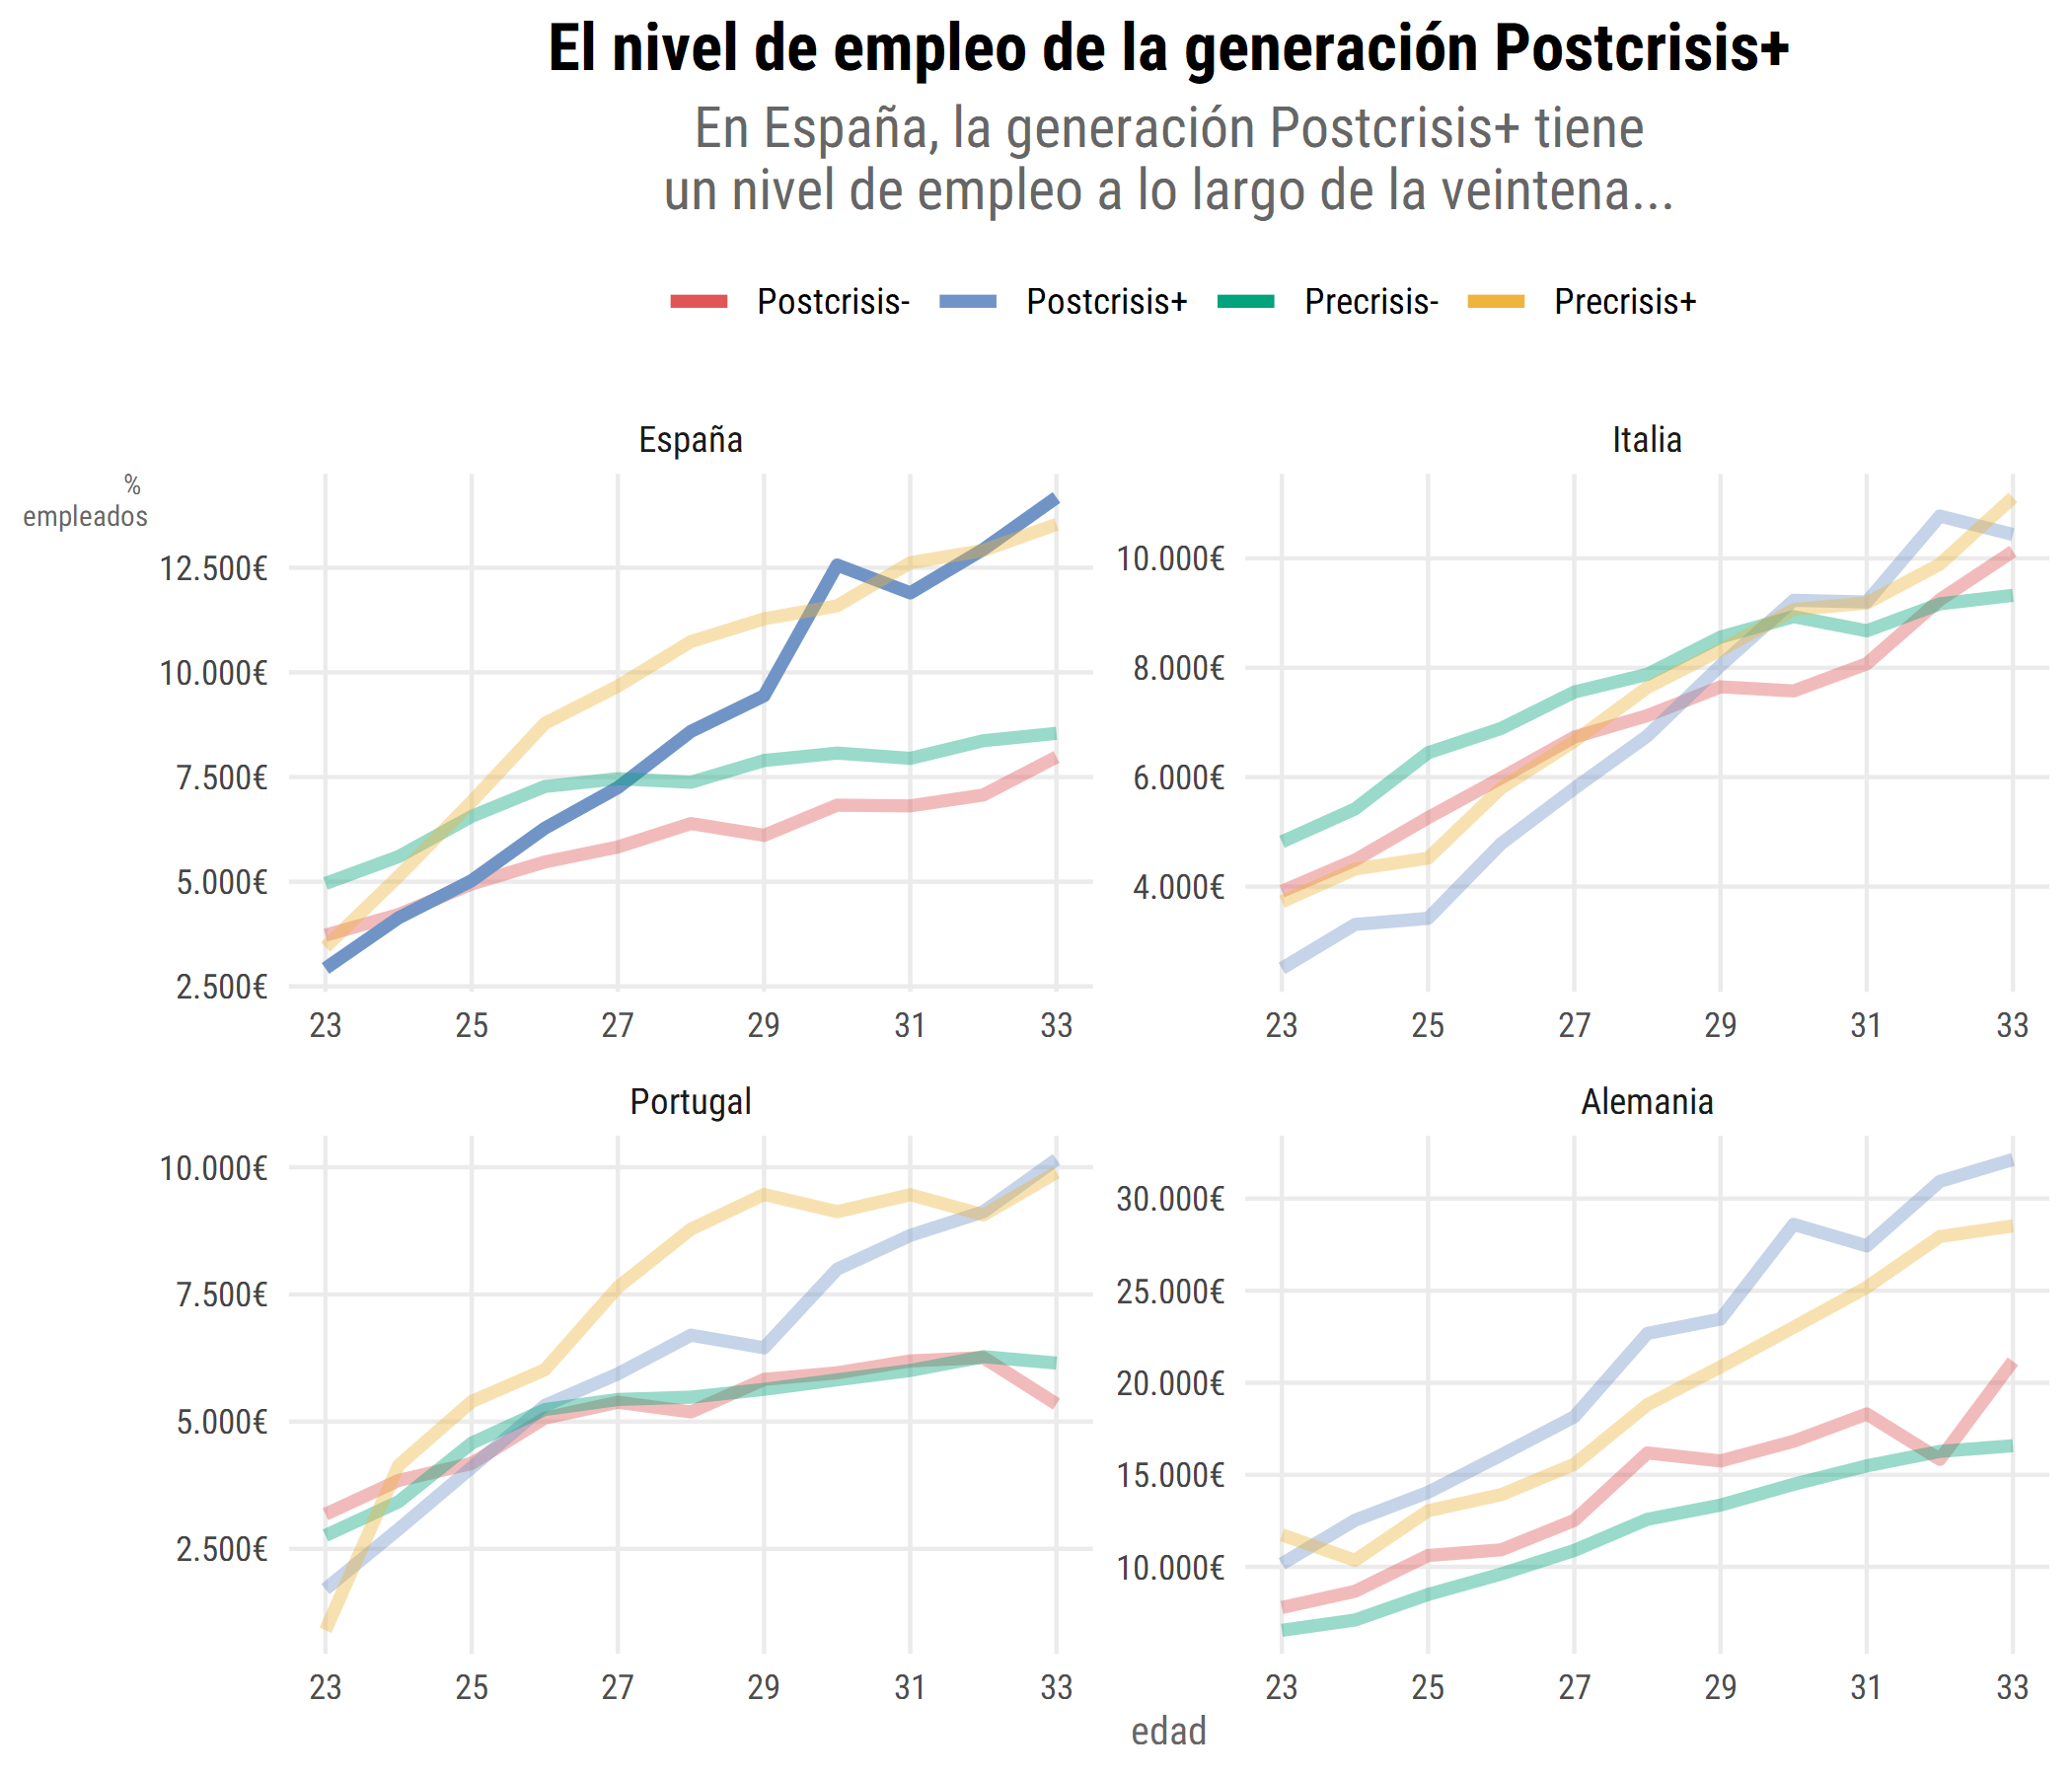 El nivel de empleo de la generación Postcrisis+
En España, la generación Postcrisis+ tiene
un nivel de empleo a lo largo de la veintena...
Postcrisis- Postcrisis+ Precrisis- Precrisis+
España
%
empleados
12.500€
10.000€
7.500€
5.000€
2.500€
23 25 27 29 31 33
Italia
10.000€
8.000€
6.000€
4.000€
23 25 27 29 31 33
Portugal
10.000€
7.500€
5.000€
2.500€
23 25 27 29 31 33
Alemania
30.000€
25.000€
20.000€
15.000€
10.000€
23 25 27 29 31 33
edad